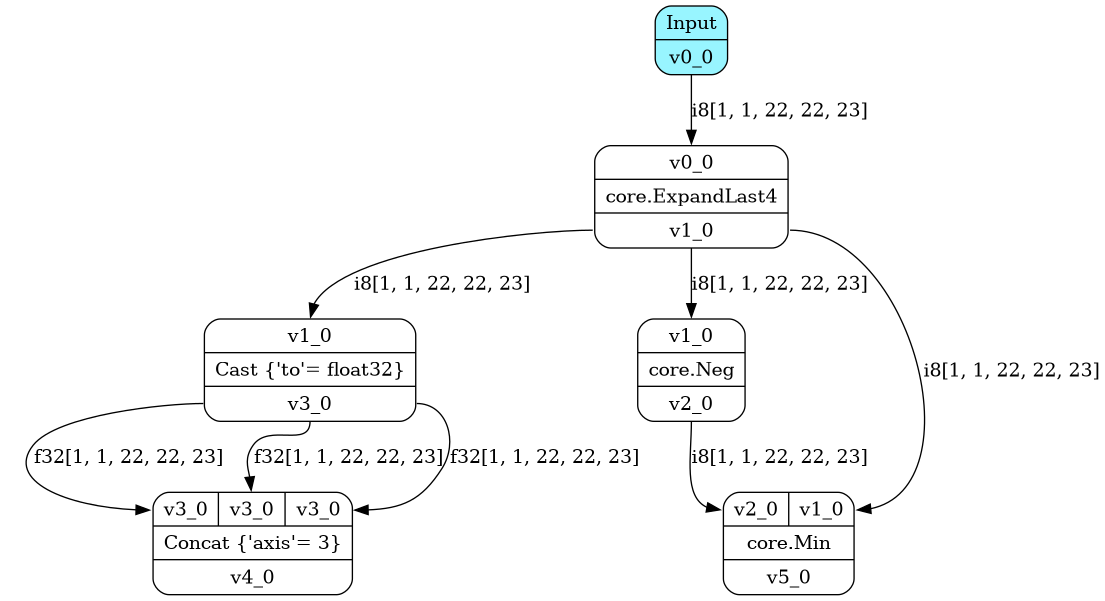 Input
v0_0
i8[1, 1, 22, 22, 23]
v0_0
core.ExpandLast4
v1_0
i8[1, 1, 22, 22, 23]
i8[1, 1, 22, 22, 23]
i8[1, 1, 22, 22, 23]
v1_0
Cast {'to'= float32}
v3_0
v1_0
core.Neg
v2_0
f32[1, 1, 22, 22, 23]
f32[1, 1, 22, 22, 23]
f32[1, 1, 22, 22, 23]
i8[1, 1, 22, 22, 23]
v3_0 v3_0 v3_0
Concat {'axis'= 3}
v4_0
v2_0 v1_0
core.Min
v5_0